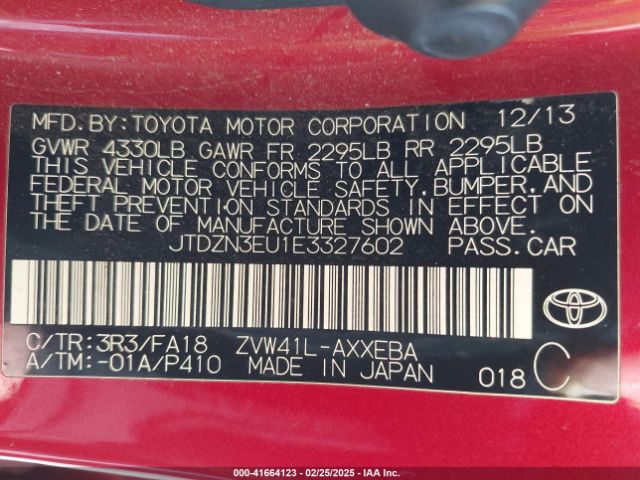 MFD.BY:TOYOTA MOTOR CORPORATION 12/13
GVWR 4330LB GAWR FR 2295LB RR 2295LB
THIS VEHICLE CONFORMS TO ALL APPLICABLE
FEDERAL MOTOR VEHICLE SAFETY,BUMPER,AND
THEFT PREVENTION STANDARDS IN EFFECT ON
THE DATE OF MANUFACTURE SHOWN ABOVE.
JTDZN3EU1E3327602 PASS.CAR
C/TR:3R3/FA18 ZVW41L-AXXEBA
A/TM:-01A/P410 MADE IN JAPAN 018 C
000-41664123 — 02/25/2025 — IAA Inc.